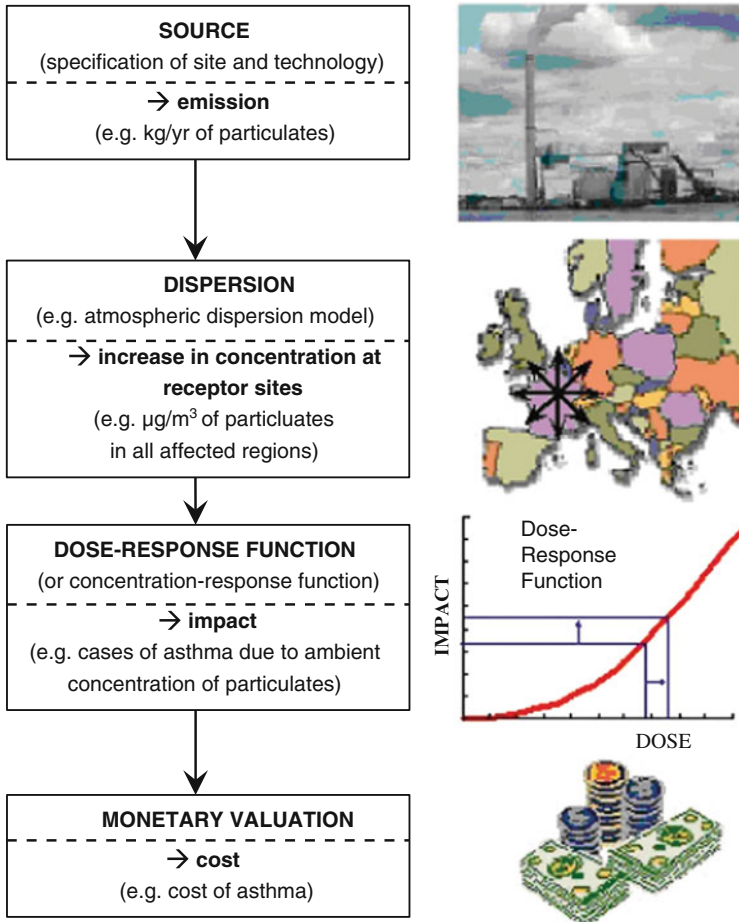 SOURCE
(specification of site and technology)
→ emission
(e.g. kg/yr of particulates)
DISPERSION
(e.g. atmospheric dispersion model)
→ increase in concentration at
receptor sites
(e.g. µg/m³ of particluates
in all affected regions)
DOSE-RESPONSE FUNCTION
(or concentration-response function)
→ impact
(e.g. cases of asthma due to ambient
concentration of particulates)
MONETARY VALUATION
→ cost
(e.g. cost of asthma)
Dose-
Response
Function
IMPACT
DOSE